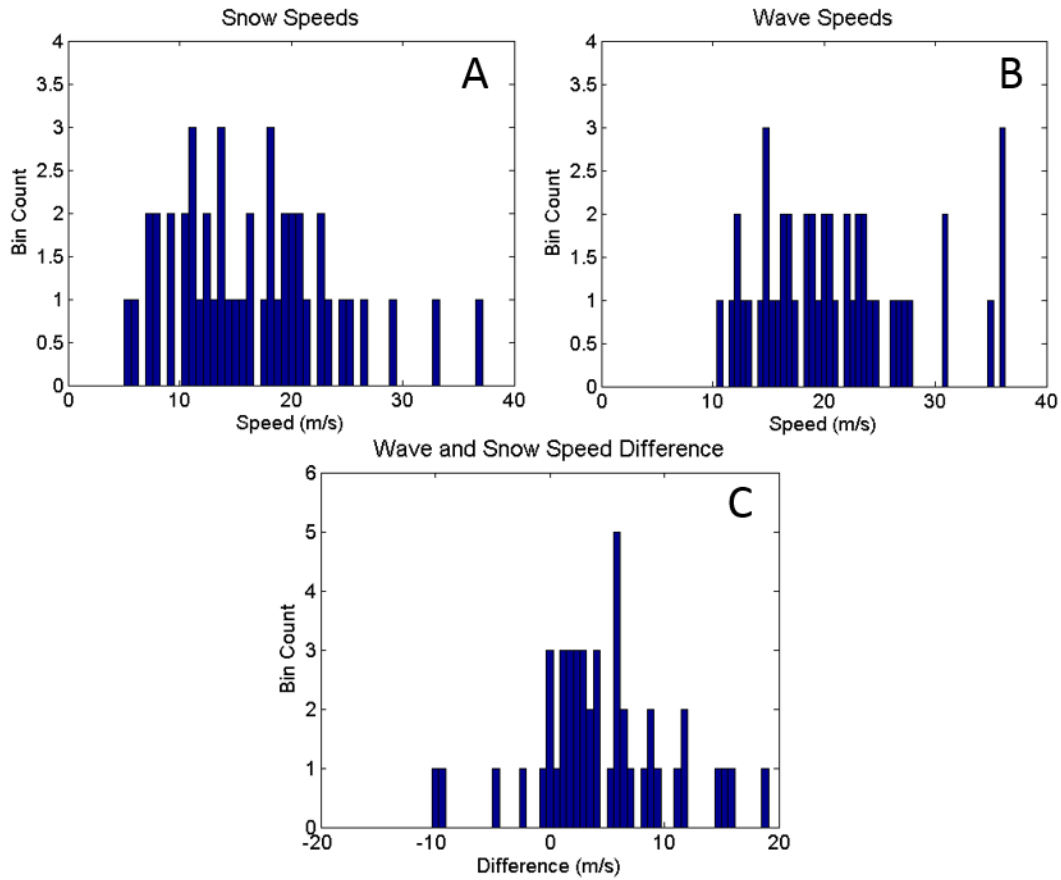 Snow Speeds
A
4
3.5
3
2.5
2
1.5
1
0.5
0
Bin Count
0 10 20 30 40
Speed (m/s)
Wave Speeds
B
4
3.5
3
2.5
2
1.5
1
0.5
0
Bin Count
0 10 20 30 40
Speed (m/s)
Wave and Snow Speed Difference
C
6
5
4
3
2
1
0
Bin Count
-20 -10 0 10 20
Difference (m/s)